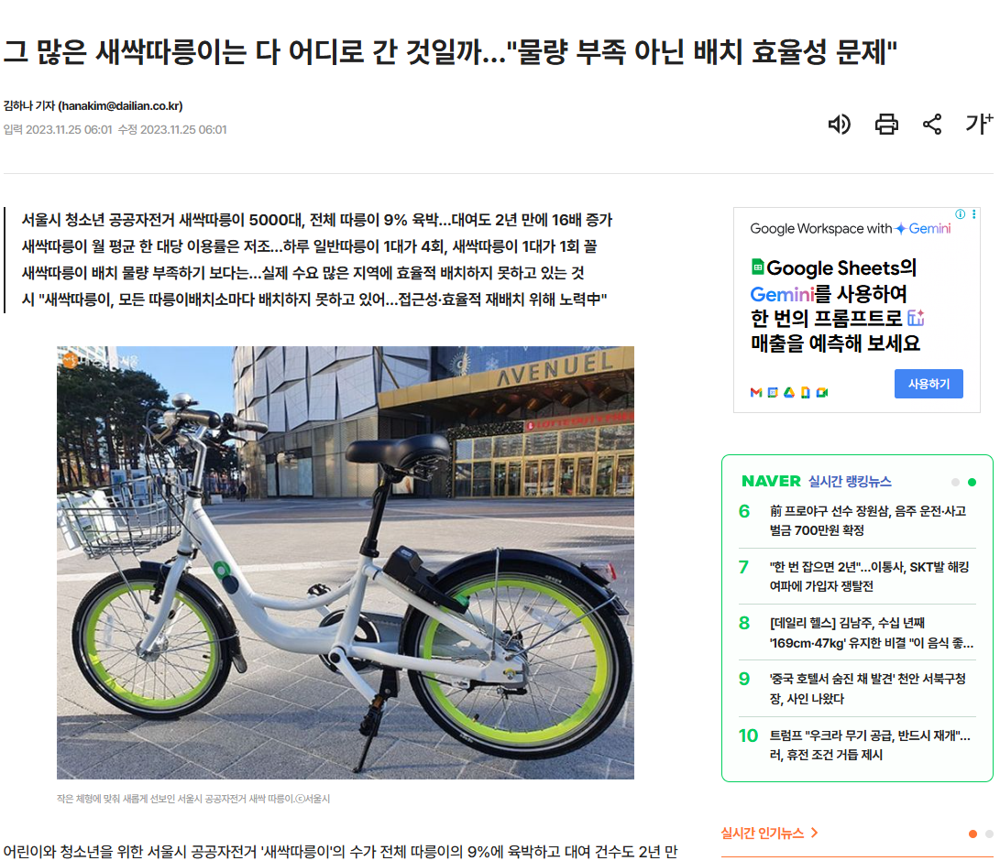 그 많은 새싹따릉이는 다 어디로 간 것일까..."물량 부족 아닌 배치 효율성 문제"
김하나 기자 (hanakim@dailian.co.kr)
입력 2023.11.25 06:01 수정 2023.11.25 06:01
가+
서울시 청소년 공공자전거 새싹따릉이 5000대, 전체 따릉이 9% 육박...대여도 2년 만에 16배 증가
새싹따릉이 월 평균 한 대당 이용률은 저조...하루 일반따릉이 1대가 4회, 새싹따릉이 1대가 1회 꼴
새싹따릉이 배치 물량 부족하기 보다는...실제 수요 많은 지역에 효율적 배치하지 못하고 있는 것
시 "새싹따릉이, 모든 따릉이배치소마다 배치하지 못하고 있어...접근성·효율적 재배치 위해 노력中"
AVENUEL
작은 체형에 맞춰 새롭게 선보인 서울시 공공자전거 새싹 따릉이.ⓒ서울시
어린이와 청소년을 위한 서울시 공공자전거 '새싹따릉이'의 수가 전체 따릉이의 9%에 육박하고 대여 건수도 2년 만
Google Workspace with Gemini
Google Sheets의
Gemini를 사용하여
한 번의 프롬프트로
매출을 예측해 보세요
사용하기
NAVER 실시간 랭킹뉴스
6 前 프로야구 선수 장원삼, 음주 운전·사고
벌금 700만원 확정
7 "한 번 잡으면 2년"...이통사, SKT발 해킹
여파에 가입자 쟁탈전
8 [데일리 헬스] 김남주, 수십 년째
'169cm·47kg' 유지한 비결 "이 음식 좋...
9 '중국 호텔서 숨진 채 발견' 천안 서북구청
장, 사인 나왔다
10 트럼프 "우크라 무기 공급, 반드시 재개"...
러, 휴전 조건 거듭 제시
실시간 인기뉴스